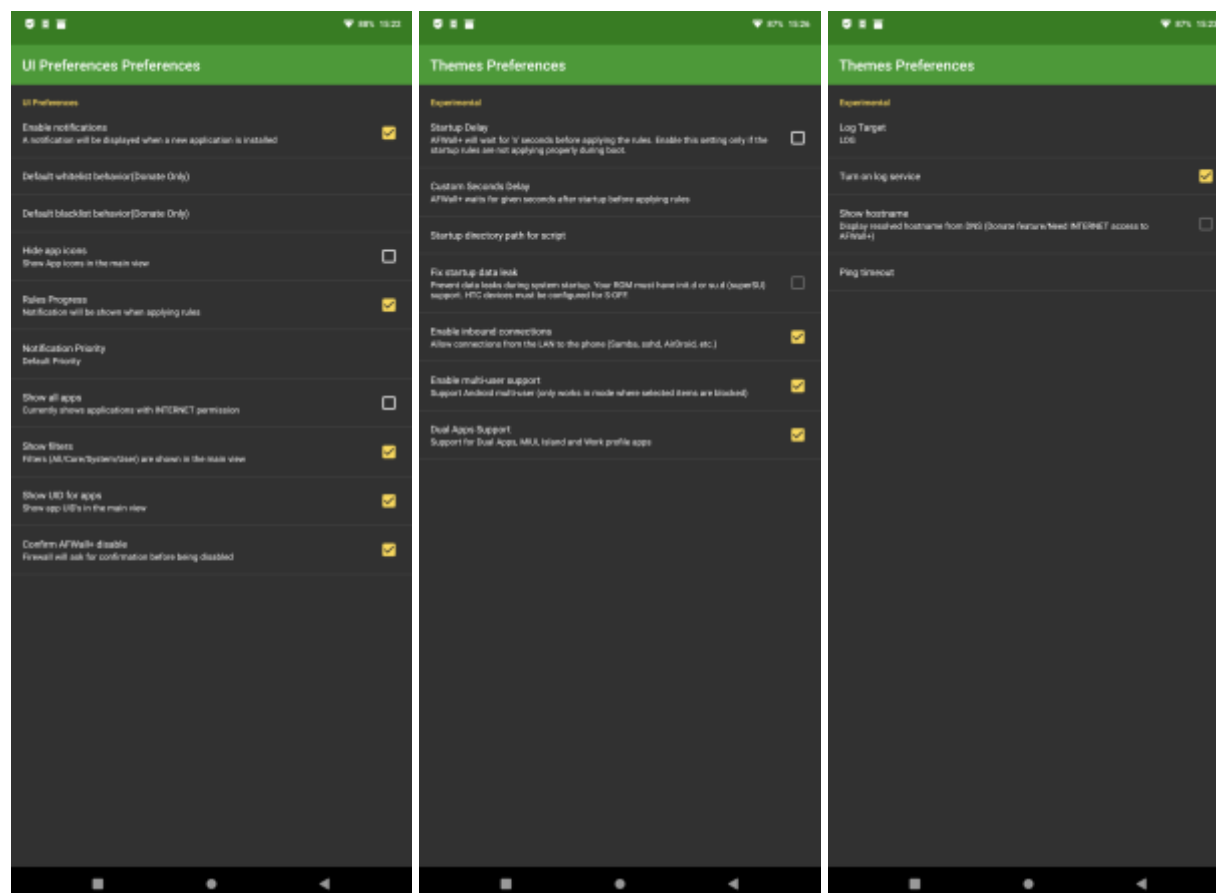 88% 15:23
UI Preferences Preferences
UI Preferences
Enable notifications
A notification will be displayed when a new application is installed
Default whitelist behavior(Donate Only)
Default blacklist behavior(Donate Only)
Hide app icons
Show App icons in the main view
Rules Progress
Notification will be shown when applying rules
Notification Priority
Default Priority
Show all apps
Currently shows applications with INTERNET permission
Show filters
Filters (All/Core/System/User) are shown in the main view
Show UID for apps
Show app UID's in the main view
Confirm AFWall+ disable
Firewall will ask for confirmation before being disabled
87% 15:26
Themes Preferences
Experimental
Startup Delay
AFWall+ will wait for 'n' seconds before applying the rules. Enable this setting only if the
startup rules are not applying properly during boot.
Custom Seconds Delay
AFWall+ waits for given seconds after startup before applying rules
Startup directory path for script
Fix startup data leak
Prevent data leaks during system startup. Your ROM must have init.d or su.d (superSU)
support. HTC devices must be configured for S-OFF!
Enable inbound connections
Allow connections from the LAN to the phone (Samba, sshd, AirDroid, etc.)
Enable multi-user support
Support Android multi-user (only works in mode where selected items are blocked)
Dual Apps Support
Support for Dual Apps, MIUI, Island and Work profile apps
87% 15:23
Themes Preferences
Experimental
Log Target
LOG
Turn on log service
Show hostname
Display resolved hostname from DNS (Donate feature/Need INTERNET access to
AFWall+)
Ping timeout